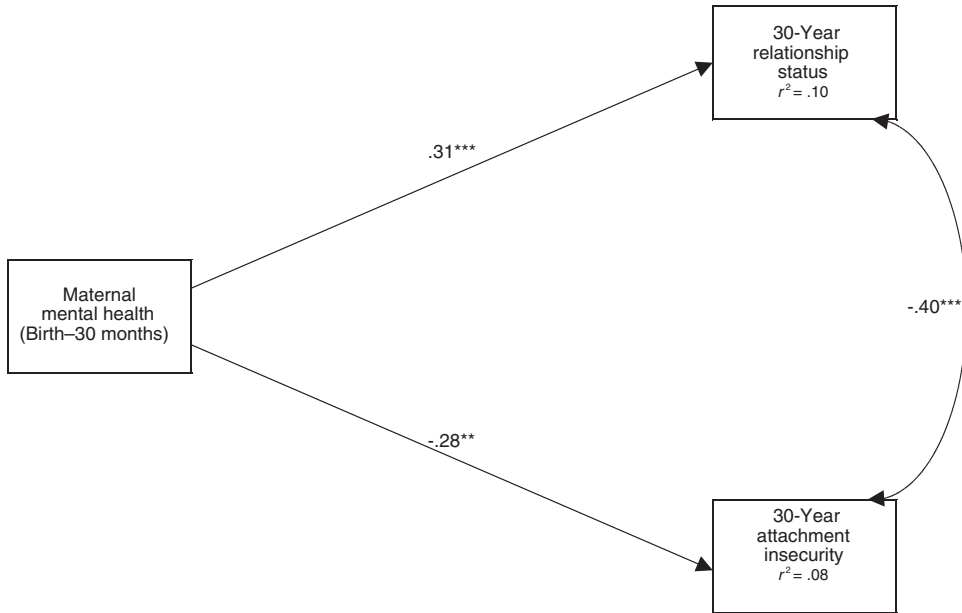 30-Year
relationship
status
r² = .10
.31***
Maternal
mental health
(Birth–30 months)
-.40***
-.28**
30-Year
attachment
insecurity
r² = .08